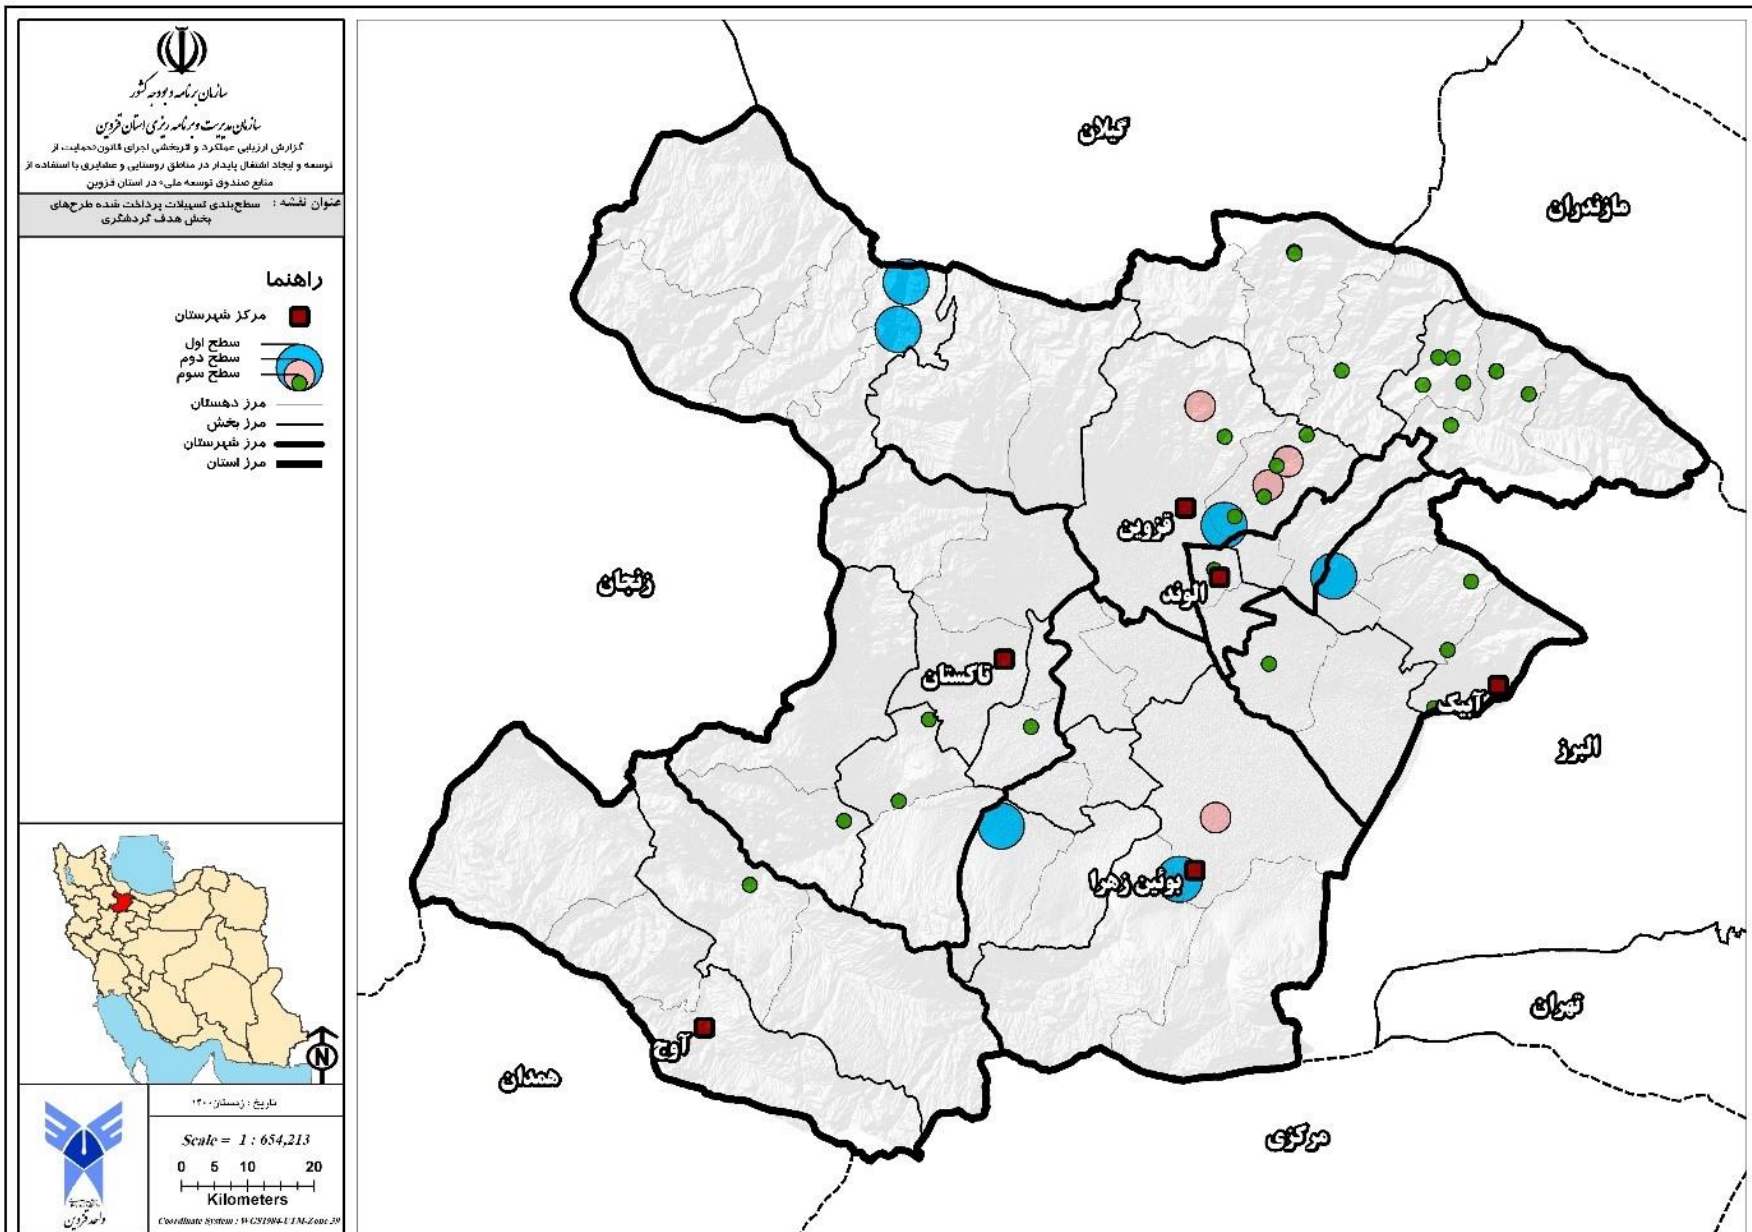 سازمان برنامه و بودجه کشور
سازمان مدیریت و برنامه ریزی استان قزوین
گزارش ارزیابی عملکرد و اثربخشی اجرای قانون «حمایت از
توسعه و ایجاد اشتغال پایدار در مناطق روستایی و عشایری با استفاده از
منابع صندوق توسعه ملی» در استان قزوین
عنوان نقشه : سطح‌بندی تسهیلات پرداخت شده طرح‌های
بخش هدف گردشگری
راهنما
مرکز شهرستان
سطح اول
سطح دوم
سطح سوم
مرز دهستان
مرز بخش
مرز شهرستان
مرز استان
N
تاریخ : زمستان ۱۴۰۰
Scale = 1 : 654,213
0 5 10 20
Kilometers
Coordinate System : WGS1984-UTM-Zone 39
واحد قزوین
گیلان
مازندران
زنجان
قزوین
الوند
تاکستان
آبیک
البرز
بوئین زهرا
آوج
همدان
تهران
مرکزی